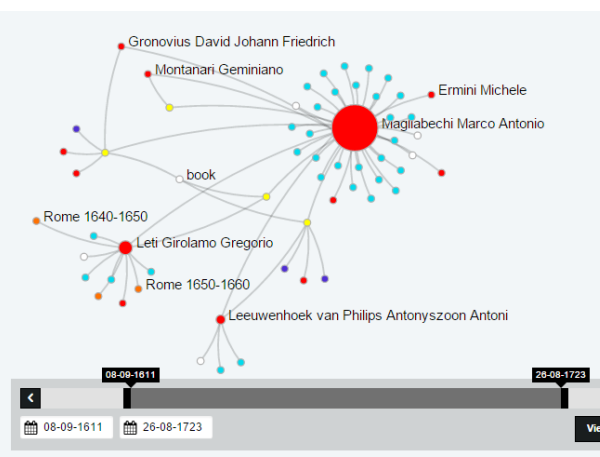 Gronovius David Johann Friedrich
Montanari Geminiano
Ermini Michele
Magliabechi Marco Antonio
book
Rome 1640-1650
Leti Girolamo Gregorio
Rome 1650-1660
Leeuwenhoek van Philips Antonyszoon Antoni
08-09-1611
26-08-1723
08-09-1611
26-08-1723